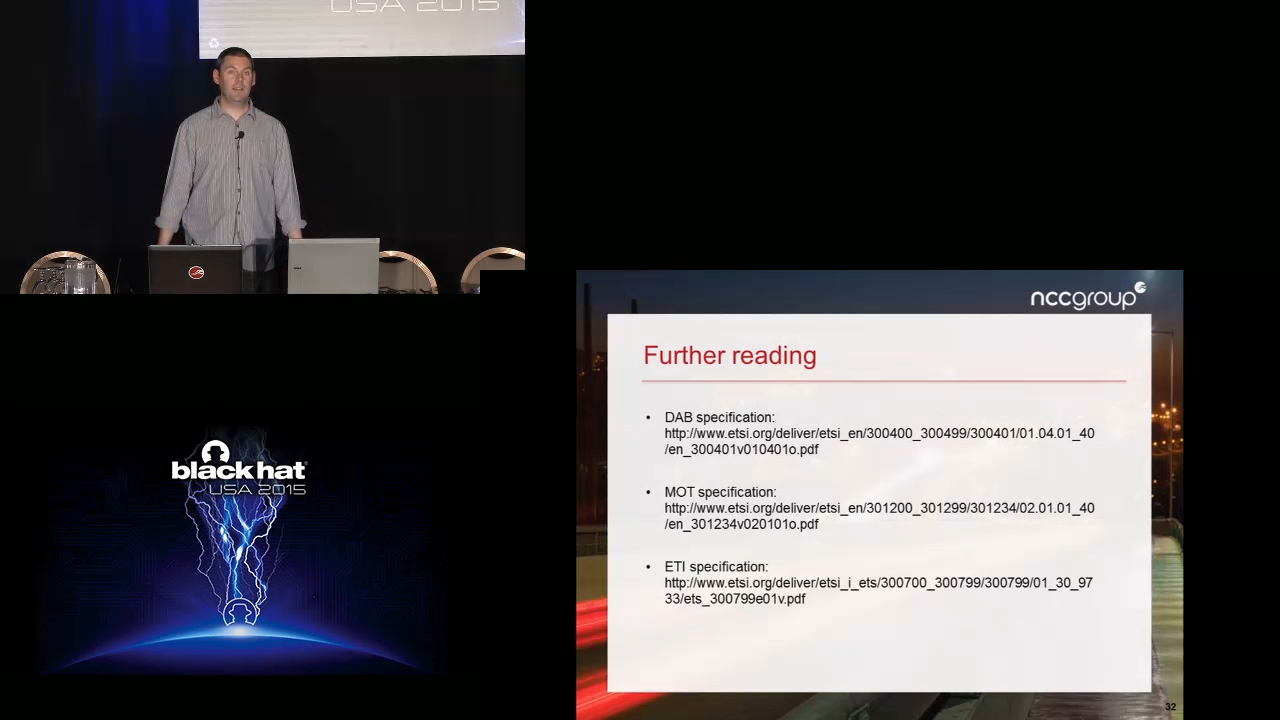 USA 2015
nccgroup
Further reading
• DAB specification:
http://www.etsi.org/deliver/etsi_en/300400_300499/300401/01.04.01_40
/en_300401v010401o.pdf
• MOT specification:
http://www.etsi.org/deliver/etsi_en/301200_301299/301234/02.01.01_40
/en_301234v020101o.pdf
• ETI specification:
http://www.etsi.org/deliver/etsi_i_ets/300700_300799/300799/01_30_97
33/ets_300799e01v.pdf
32
black hat
USA 2015